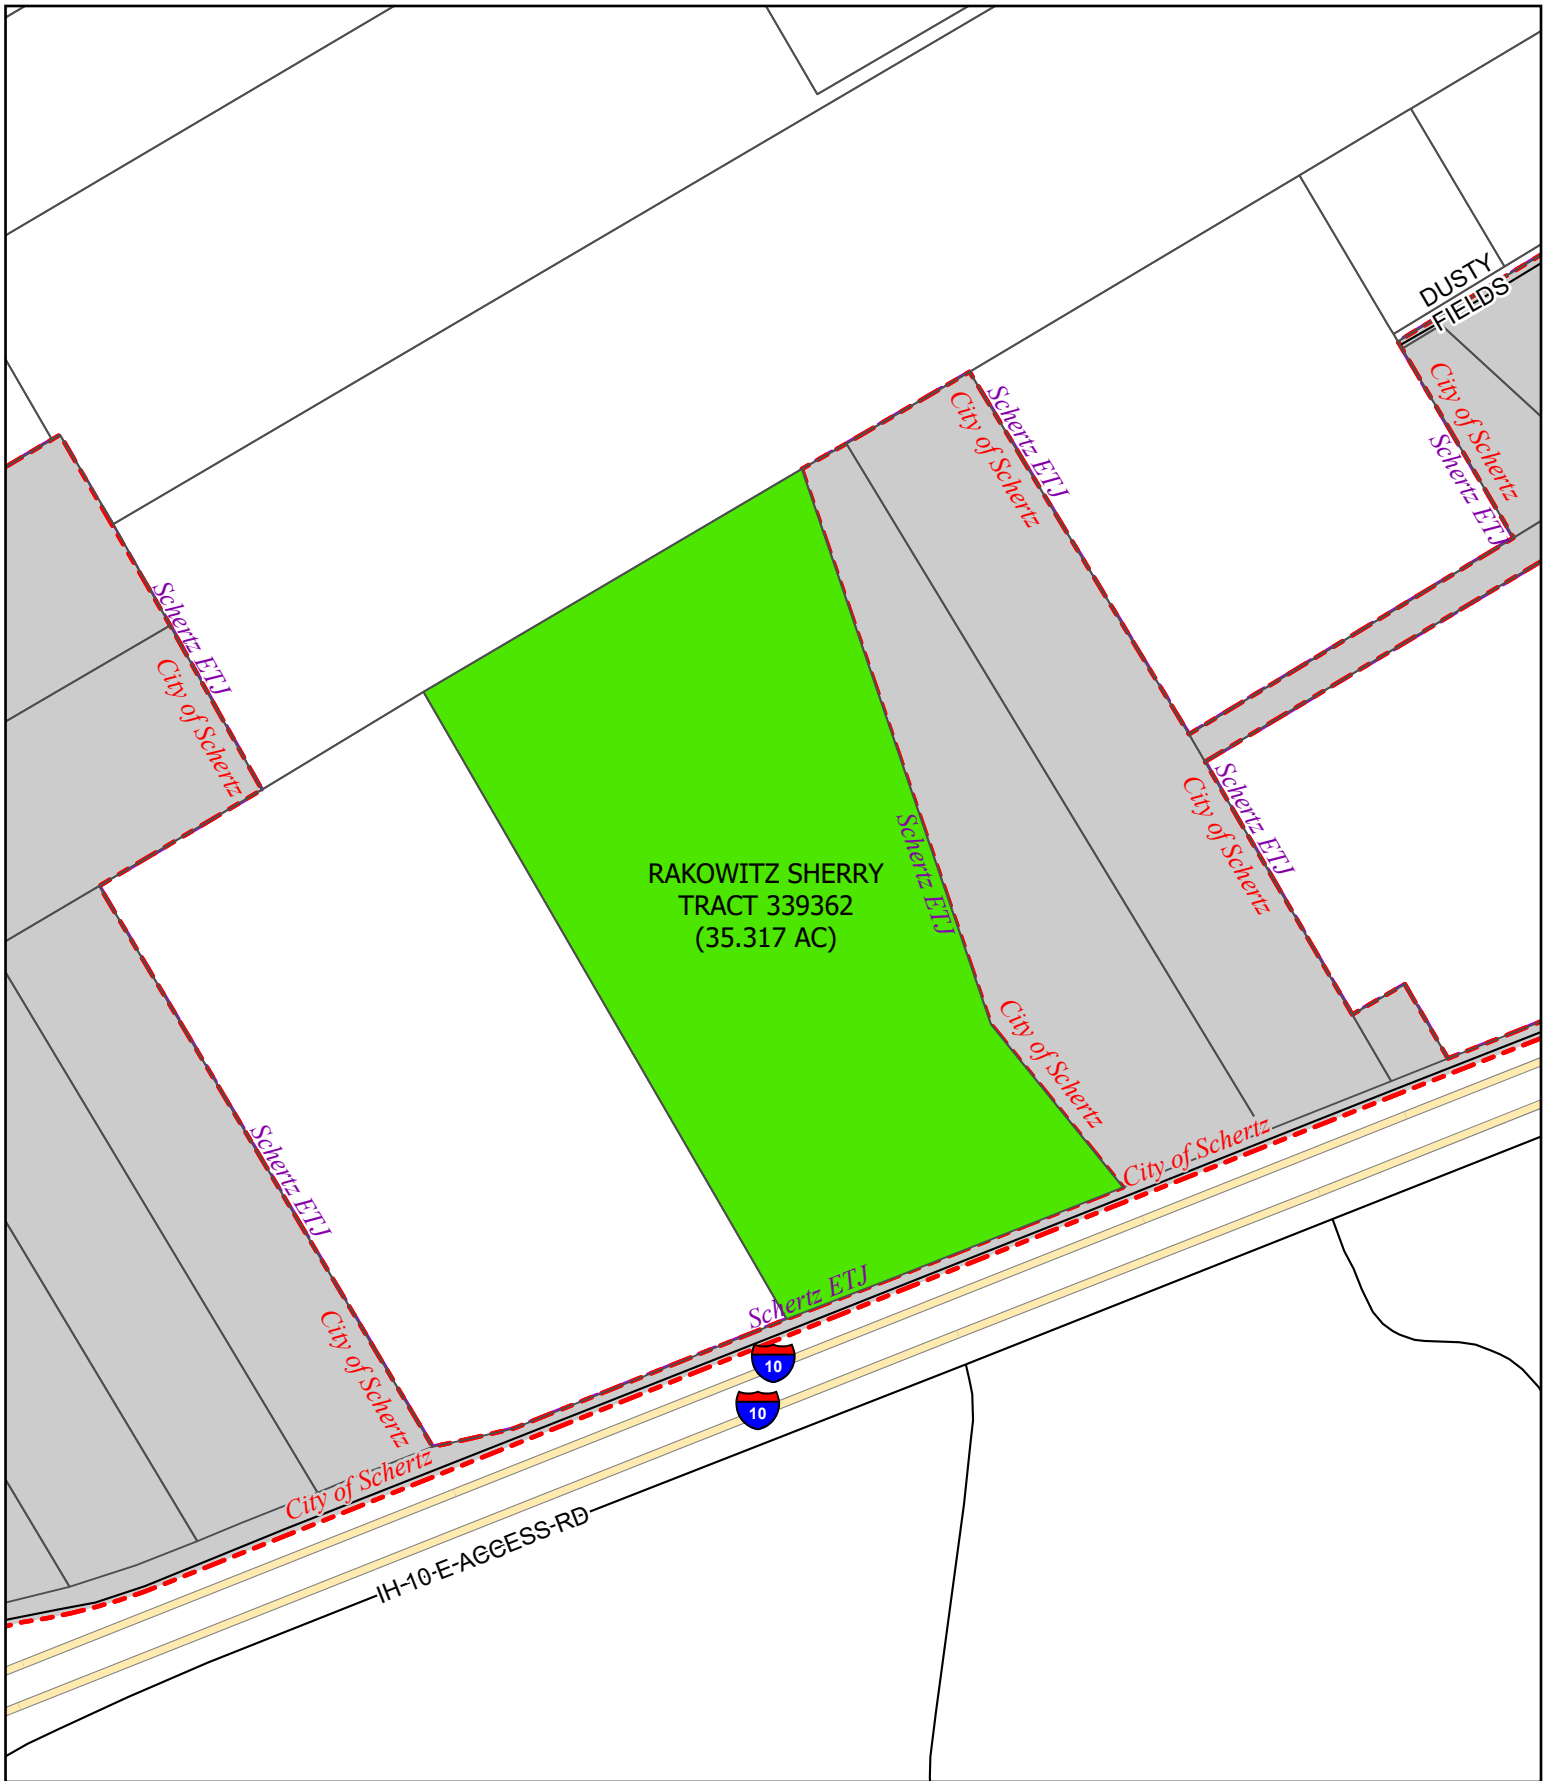 DUSTY
FIELDS
City of Schertz
Schertz ETJ
Schertz ETJ
City of Schertz
Schertz ETJ
City of Schertz
Schertz ETJ
City of Schertz
RAKOWITZ SHERRY
TRACT 339362
(35.317 AC)
Schertz ETJ
City of Schertz
City of Schertz
Schertz ETJ
Schertz ETJ
City of Schertz
City of Schertz
10
10
IH-10-E-ACCESS-RD